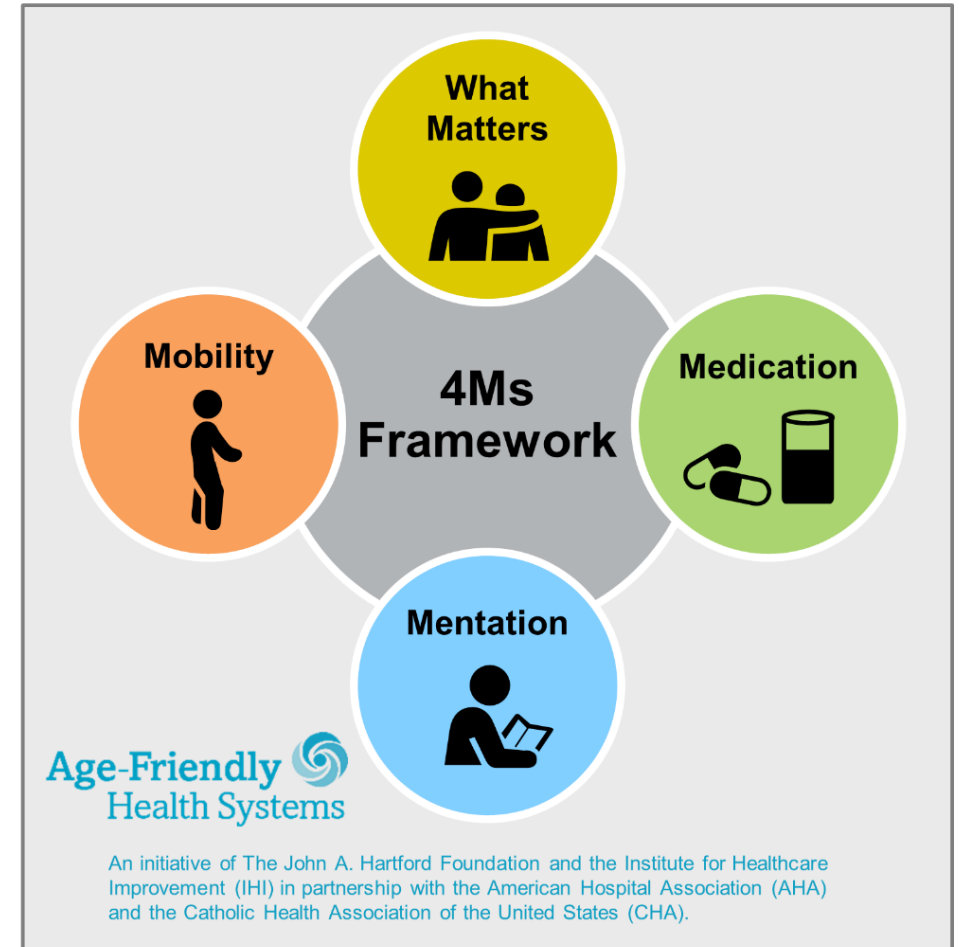 What
Matters
Mobility
Medication
4Ms
Framework
Mentation
Age-Friendly
Health Systems
An initiative of The John A. Hartford Foundation and the Institute for Healthcare
Improvement (IHI) in partnership with the American Hospital Association (AHA)
and the Catholic Health Association of the United States (CHA).